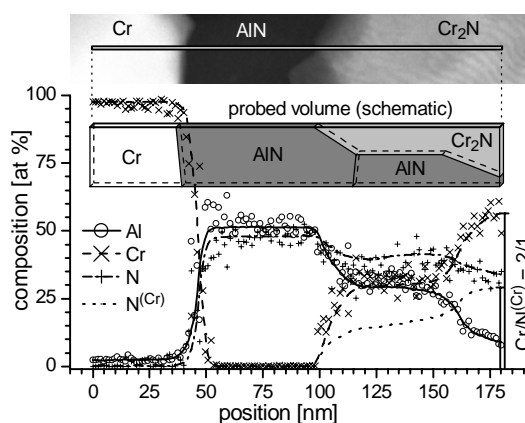 Cr AlN Cr₂N
probed volume (schematic)
Cr₂N
Cr AlN
AlN
Al
Cr
N
N⁽ᶜʳ⁾
composition [at %]
100
75
50
25
0
0 25 50 75 100 125 150 175
position [nm]
Cr/N⁽ᶜʳ⁾ = 2/1